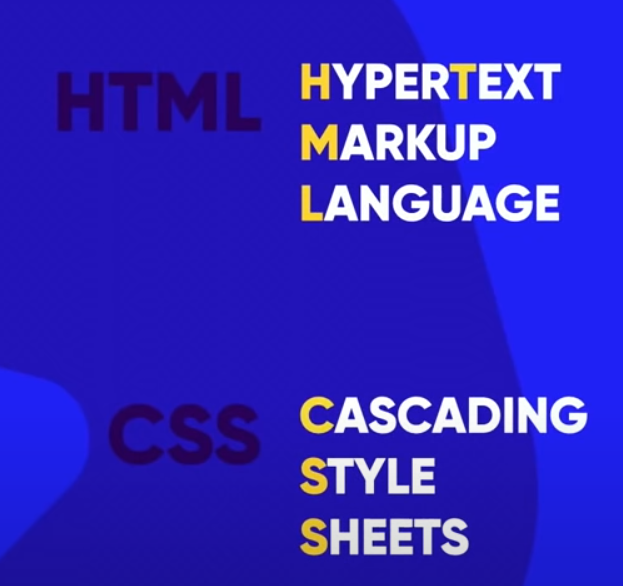 HTML
HYPERTEXT
MARKUP
LANGUAGE
CSS
CASCADING
STYLE
SHEETS